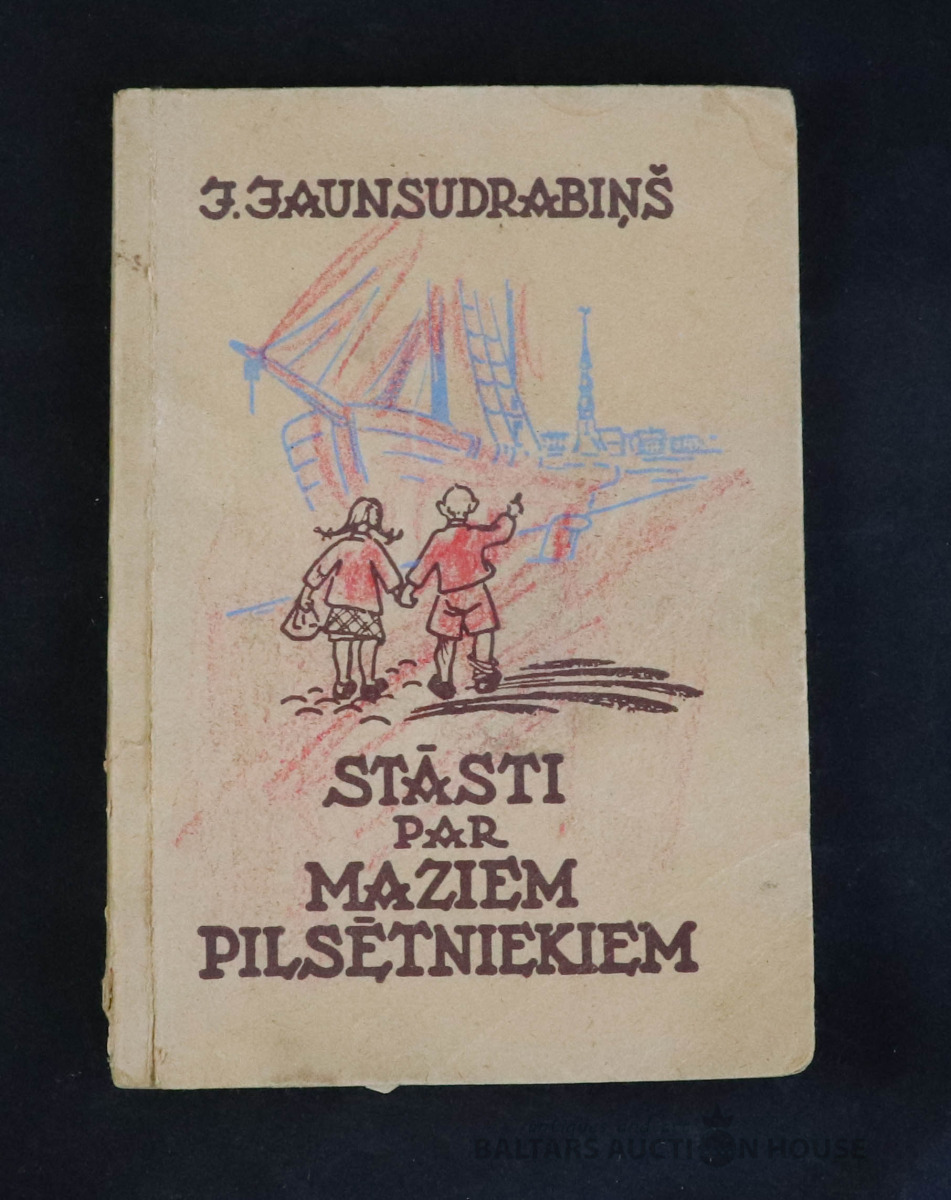 J. JAUNSUDRABIŅŠ
STĀSTI
PAR
MAZIEM
PILSĒTNIEKIEM
BALTARS AUCTION HOUSE